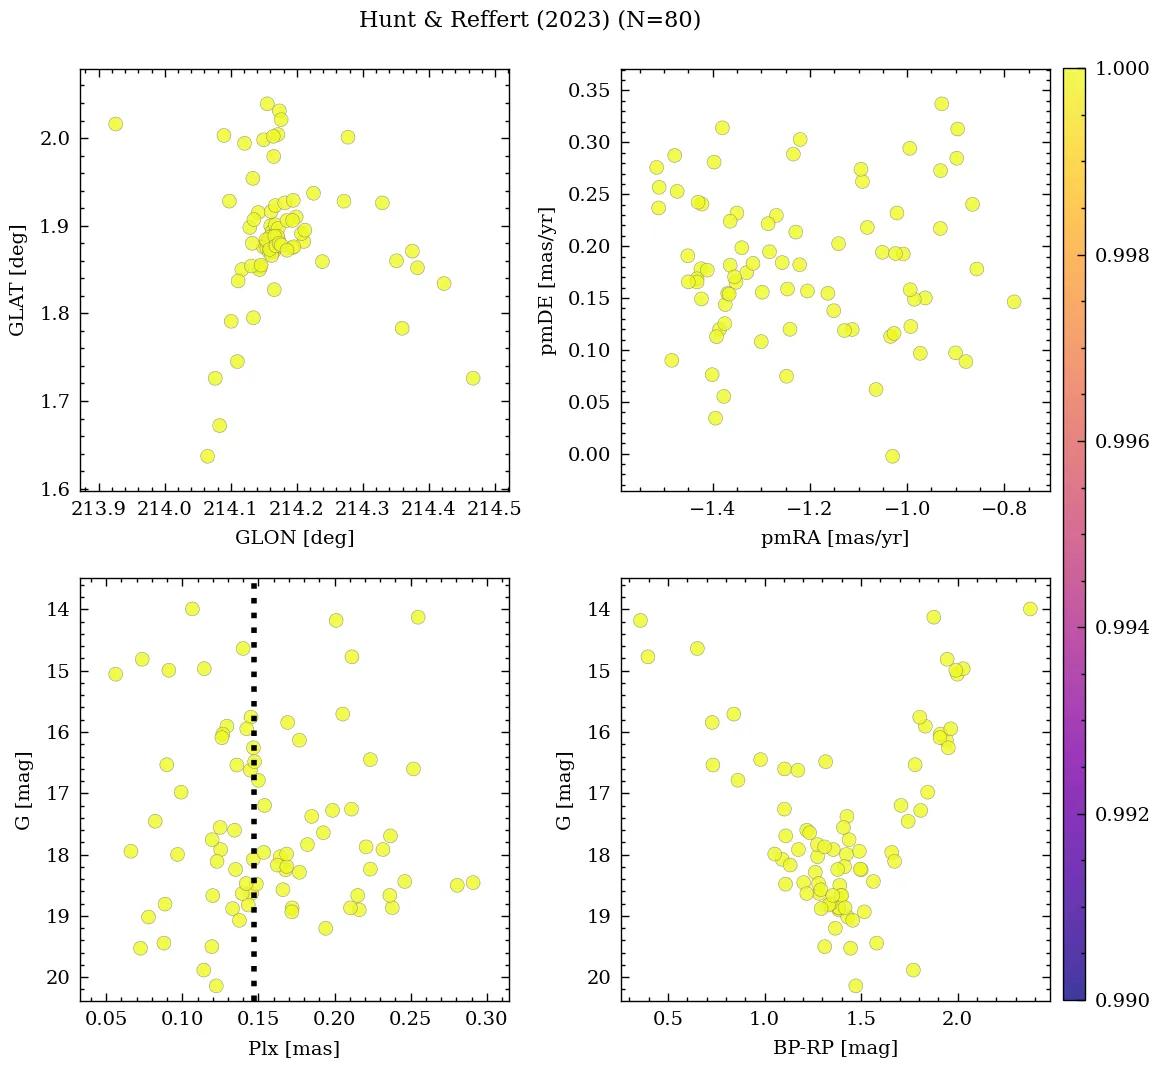 Hunt & Reffert (2023) (N=80)
2.0
1.9
1.8
1.7
1.6
GLAT [deg]
213.9 214.0 214.1 214.2 214.3 214.4 214.5
GLON [deg]
0.35
0.30
0.25
0.20
0.15
0.10
0.05
0.00
pmDE [mas/yr]
−1.4 −1.2 −1.0 −0.8
pmRA [mas/yr]
14
15
16
17
18
19
20
G [mag]
0.05 0.10 0.15 0.20 0.25 0.30
Plx [mas]
14
15
16
17
18
19
20
G [mag]
0.5 1.0 1.5 2.0
BP-RP [mag]
1.000
0.998
0.996
0.994
0.992
0.990